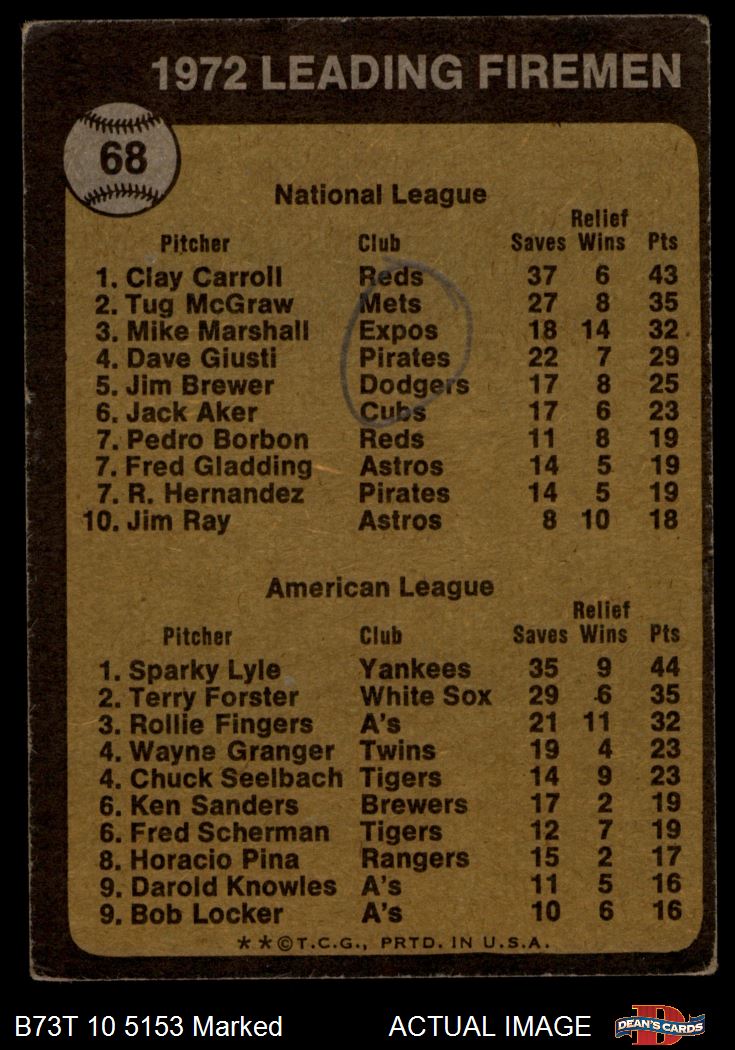 1972 LEADING FIREMEN
68
National League
Pitcher Club Saves Relief Wins Pts
1. Clay Carroll Reds 37 6 43
2. Tug McGraw Mets 27 8 35
3. Mike Marshall Expos 18 14 32
4. Dave Giusti Pirates 22 7 29
5. Jim Brewer Dodgers 17 8 25
6. Jack Aker Cubs 17 6 23
7. Pedro Borbon Reds 11 8 19
7. Fred Gladding Astros 14 5 19
7. R. Hernandez Pirates 14 5 19
10. Jim Ray Astros 8 10 18
American League
Pitcher Club Saves Relief Wins Pts
1. Sparky Lyle Yankees 35 9 44
2. Terry Forster White Sox 29 6 35
3. Rollie Fingers A's 21 11 32
4. Wayne Granger Twins 19 4 23
4. Chuck Seelbach Tigers 14 9 23
6. Ken Sanders Brewers 17 2 19
6. Fred Scherman Tigers 12 7 19
8. Horacio Pina Rangers 15 2 17
9. Darold Knowles A's 11 5 16
9. Bob Locker A's 10 6 16
* * © T.C.G., PRTD. IN U.S.A.
B73T 10 5153 Marked ACTUAL IMAGE DEAN'S CARDS